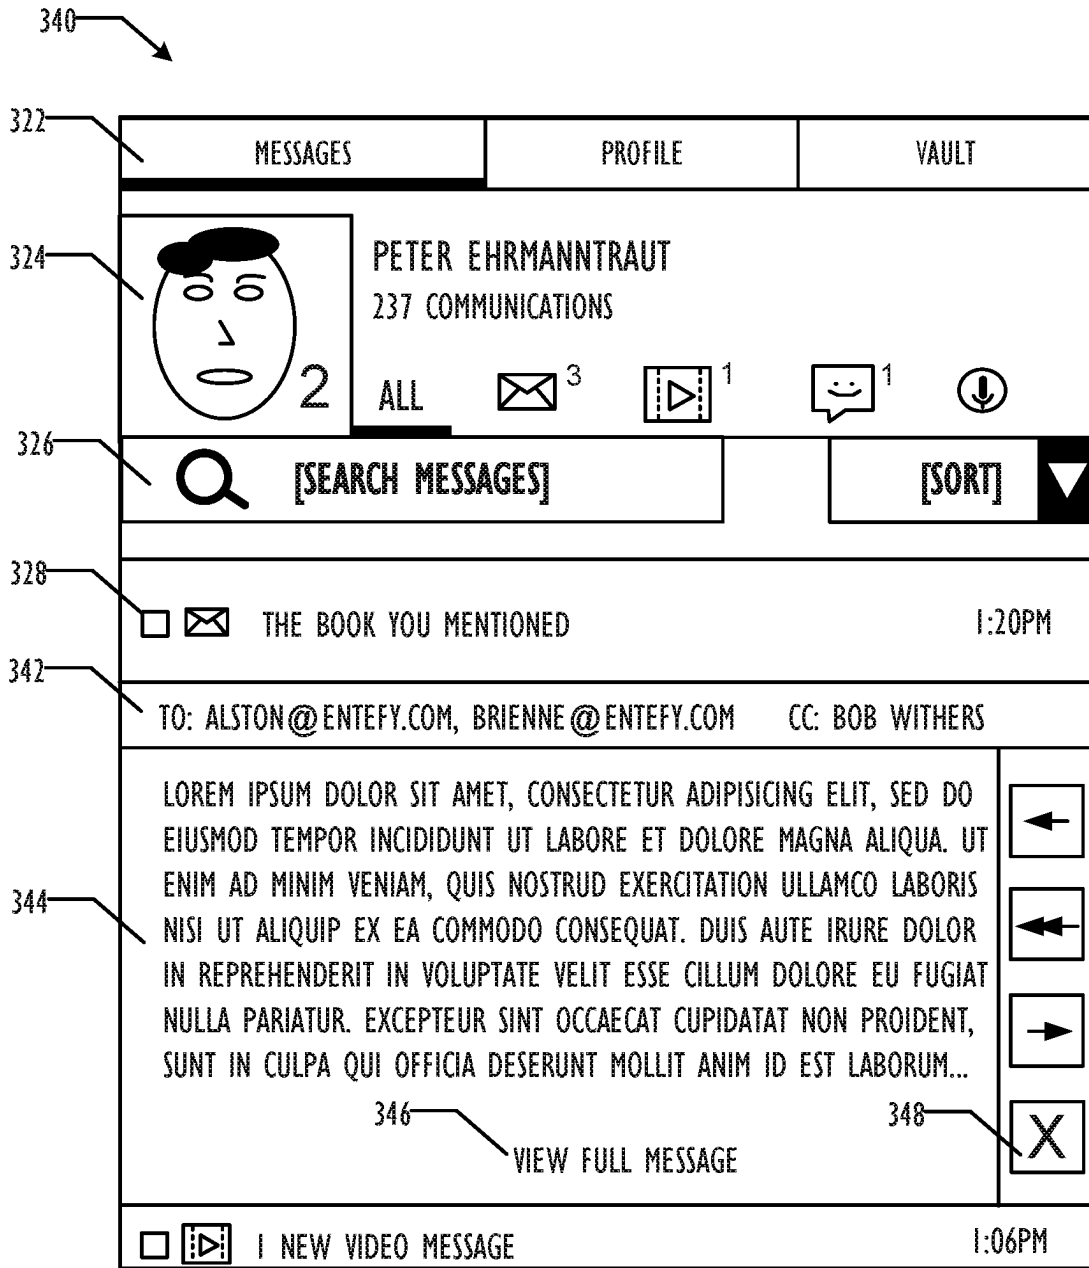 340
322
MESSAGES PROFILE VAULT
324
PETER EHRMANNTRAUT
237 COMMUNICATIONS
2 ALL 3 1 1
326
[SEARCH MESSAGES] [SORT]
328
THE BOOK YOU MENTIONED 1:20PM
342
TO: ALSTON@ENTEFY.COM, BRIENNE@ENTEFY.COM CC: BOB WITHERS
LOREM IPSUM DOLOR SIT AMET, CONSECTETUR ADIPISICING ELIT, SED DO
EIUSMOD TEMPOR INCIDIDUNT UT LABORE ET DOLORE MAGNA ALIQUA. UT
ENIM AD MINIM VENIAM, QUIS NOSTRUD EXERCITATION ULLAMCO LABORIS
344
NISI UT ALIQUIP EX EA COMMODO CONSEQUAT. DUIS AUTE IRURE DOLOR
IN REPREHENDERIT IN VOLUPTATE VELIT ESSE CILLUM DOLORE EU FUGIAT
NULLA PARIATUR. EXCEPTEUR SINT OCCAECAT CUPIDATAT NON PROIDENT,
SUNT IN CULPA QUI OFFICIA DESERUNT MOLLIT ANIM ID EST LABORUM...
346 348
X
VIEW FULL MESSAGE
1 NEW VIDEO MESSAGE 1:06PM